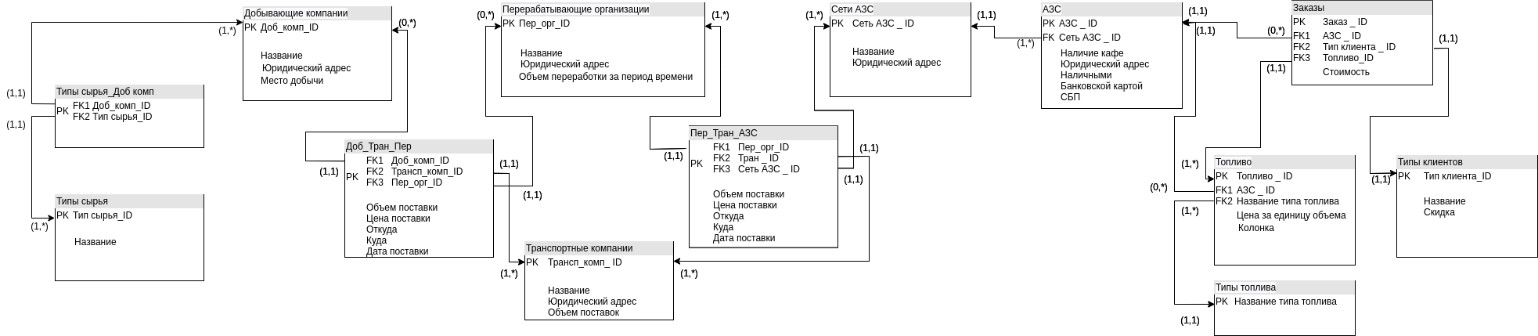 Добывающие компании
PK Доб_комп_ID
Название
Юридический адрес
Место добычи
(1,*)
(0,*)
Типы сырья_Доб комп
PK
FK1 Доб_комп_ID
FK2 Тип сырья_ID
(1,1)
(1,1)
Типы сырья
PK Тип сырья_ID
Название
(1,*)
Перерабатывающие организации
PK Пер_орг_ID
Название
Юридический адрес
Объем переработки за период времени
(0,*)
(1,*)
Доб_Тран_Пер
PK
FK1 Доб_комп_ID
FK2 Трансп_комп_ID
FK3 Пер_орг_ID
Объем поставки
Цена поставки
Откуда
Куда
Дата поставки
(1,1)
(1,1)
(1,1)
Транспортные компании
PK Трансп_комп_ ID
Название
Юридический адрес
Объем поставок
(1,*)
(1,*)
Пер_Тран_АЗС
PK
FK1 Пер_орг_ID
FK2 Тран _ ID
FK3 Сеть АЗС _ ID
Объем поставки
Цена поставки
Откуда
Куда
Дата поставки
(1,1)
(1,1)
(1,1)
Сети АЗС
PK Сеть АЗС _ ID
Название
Юридический адрес
(1,*)
(1,1)
АЗС
PK АЗС _ ID
FK Сеть АЗС _ ID
Наличие кафе
Юридический адрес
Наличными
Банковской картой
СБП
(1,*)
(1,1)
(1,1)
Заказы
PK Заказ _ ID
FK1 АЗС _ ID
FK2 Тип клиента _ ID
FK3 Топливо_ID
Стоимость
(0,*)
(1,1)
(1,1)
Топливо
PK Топливо _ ID
FK1 АЗС _ ID
FK2 Название типа топлива
Цена за единицу объема
Колонка
(1,*)
(0,*)
(1,*)
Типы клиентов
PK Тип клиента_ID
Название
Скидка
(1,1)
Типы топлива
PK Название типа топлива
(1,1)